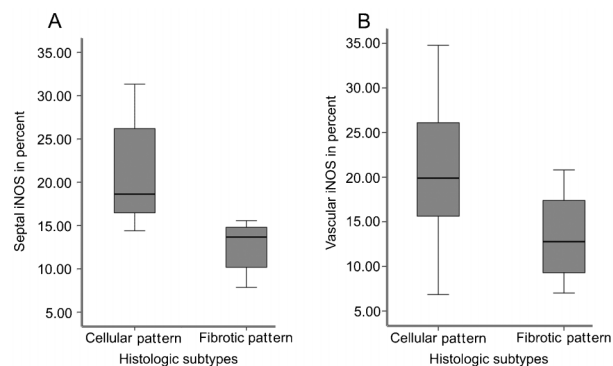 A
Septal iNOS in percent
35.00
30.00
25.00
20.00
15.00
10.00
5.00
Cellular pattern Fibrotic pattern
Histologic subtypes
B
Vascular iNOS in percent
35.00
30.00
25.00
20.00
15.00
10.00
5.00
Cellular pattern Fibrotic pattern
Histologic subtypes